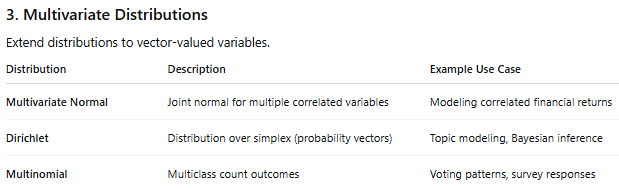 3. Multivariate Distributions
Extend distributions to vector-valued variables.
Distribution Description Example Use Case
Multivariate Normal Joint normal for multiple correlated variables Modeling correlated financial returns
Dirichlet Distribution over simplex (probability vectors) Topic modeling, Bayesian inference
Multinomial Multiclass count outcomes Voting patterns, survey responses